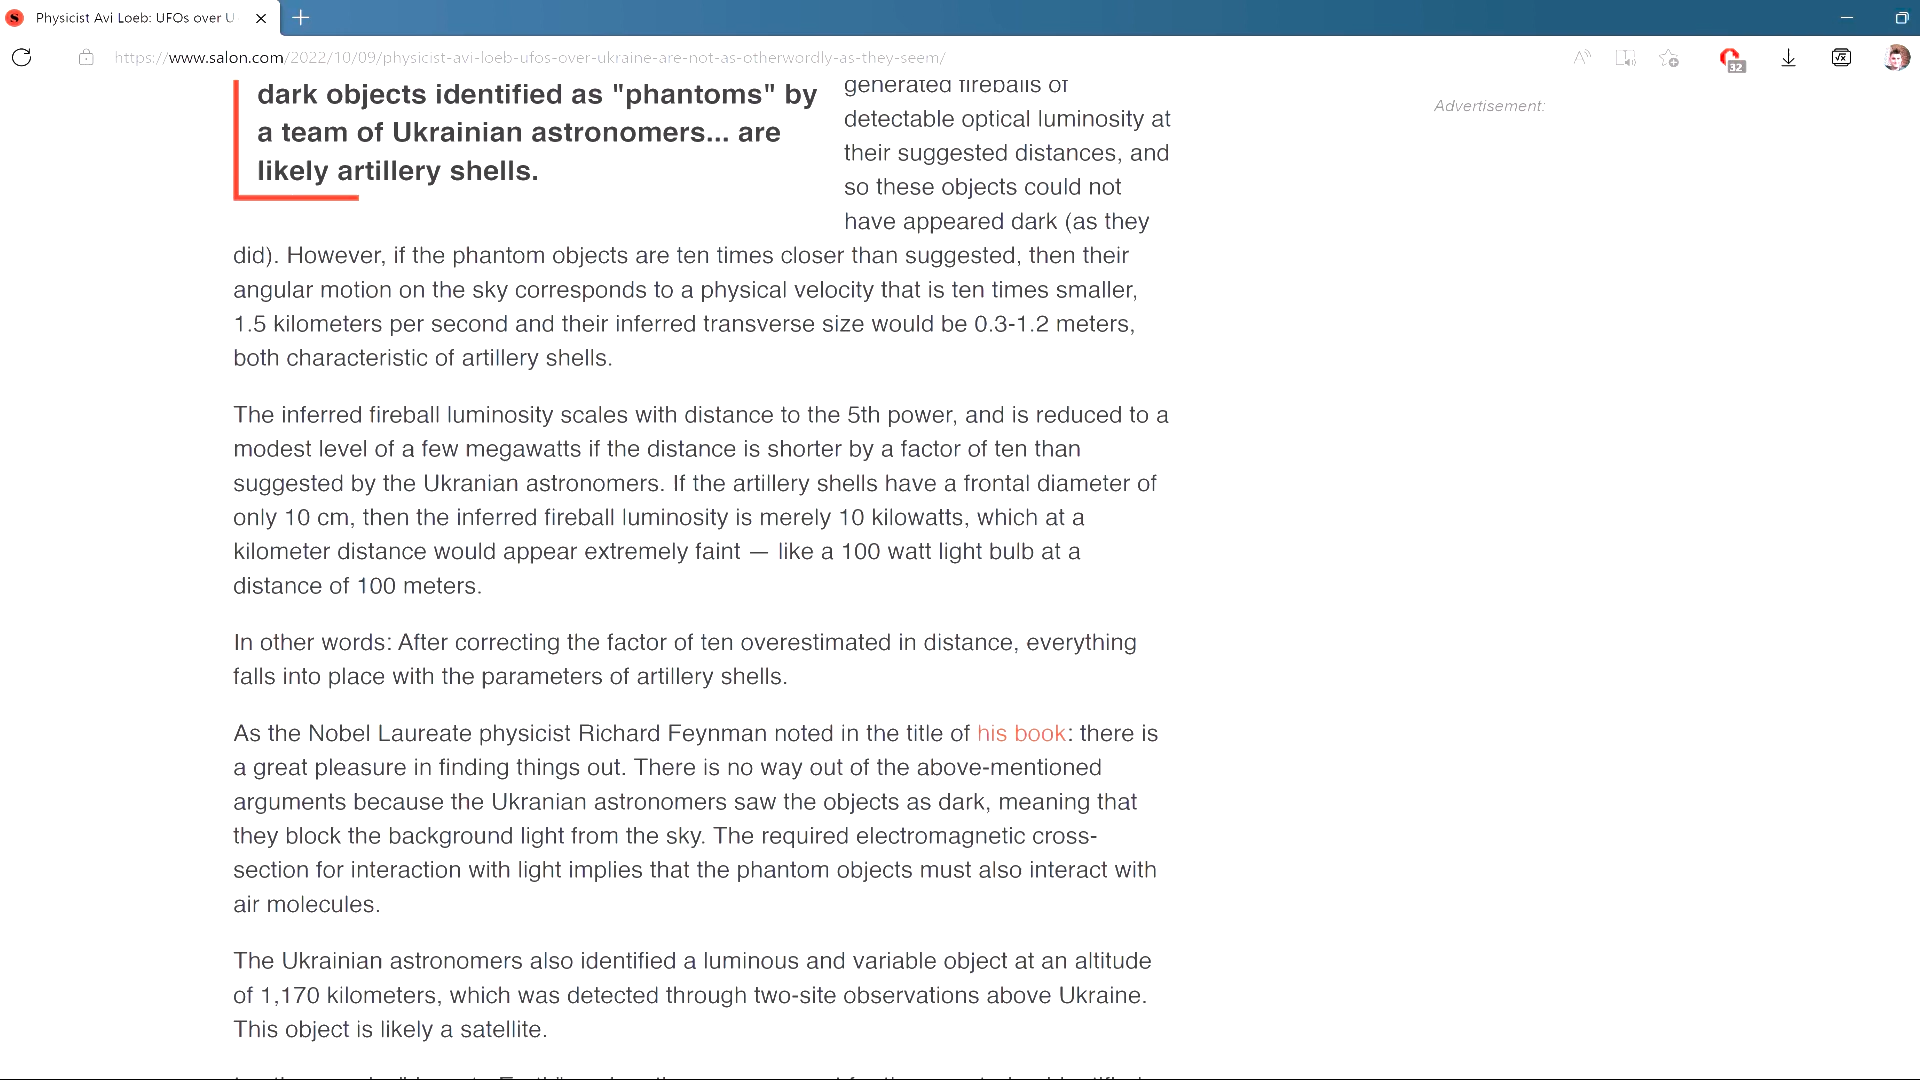 Physicist Avi Loeb: UFOs over U
https://www.salon.com/2022/10/09/physicist-avi-loeb-ufos-over-ukraine-are-not-as-otherwordly-as-they-seem/
32
dark objects identified as "phantoms" by
a team of Ukrainian astronomers... are
likely artillery shells.
Advertisement:
generated fireballs of
detectable optical luminosity at
their suggested distances, and
so these objects could not
have appeared dark (as they
did). However, if the phantom objects are ten times closer than suggested, then their
angular motion on the sky corresponds to a physical velocity that is ten times smaller,
1.5 kilometers per second and their inferred transverse size would be 0.3-1.2 meters,
both characteristic of artillery shells.
The inferred fireball luminosity scales with distance to the 5th power, and is reduced to a
modest level of a few megawatts if the distance is shorter by a factor of ten than
suggested by the Ukranian astronomers. If the artillery shells have a frontal diameter of
only 10 cm, then the inferred fireball luminosity is merely 10 kilowatts, which at a
kilometer distance would appear extremely faint — like a 100 watt light bulb at a
distance of 100 meters.
In other words: After correcting the factor of ten overestimated in distance, everything
falls into place with the parameters of artillery shells.
As the Nobel Laureate physicist Richard Feynman noted in the title of his book: there is
a great pleasure in finding things out. There is no way out of the above-mentioned
arguments because the Ukranian astronomers saw the objects as dark, meaning that
they block the background light from the sky. The required electromagnetic cross-
section for interaction with light implies that the phantom objects must also interact with
air molecules.
The Ukrainian astronomers also identified a luminous and variable object at an altitude
of 1,170 kilometers, which was detected through two-site observations above Ukraine.
This object is likely a satellite.